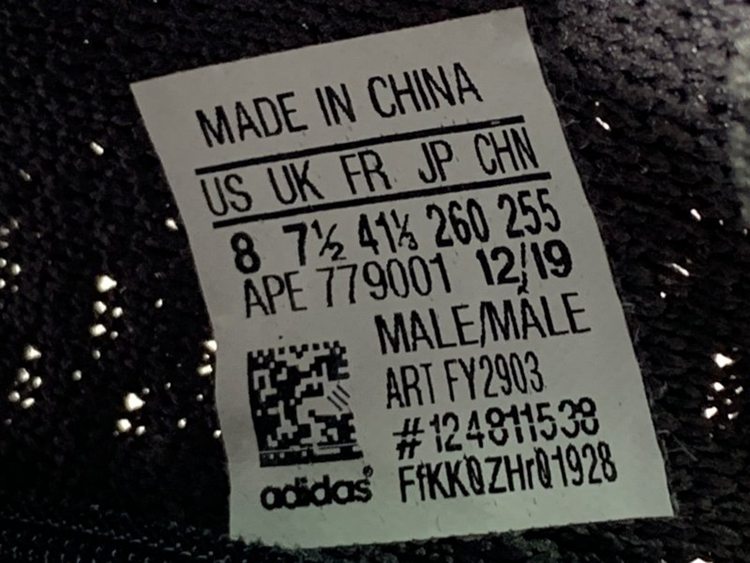 MADE IN CHINA
US UK FR JP CHN
8 7½ 41⅓ 260 255
APE 779001 12/19
MALE/MÂLE
ART FY2903
#124811538
FfKKQZHrQ1928
adidas®